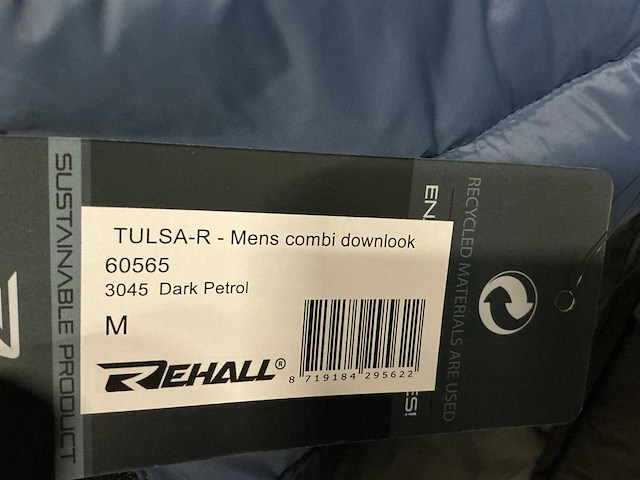 SUSTAINABLE PRODUCT
TULSA-R - Mens combi downlook
60565
3045 Dark Petrol
M
REHALL®
8 719184 295622
RECYCLED MATERIALS ARE USED